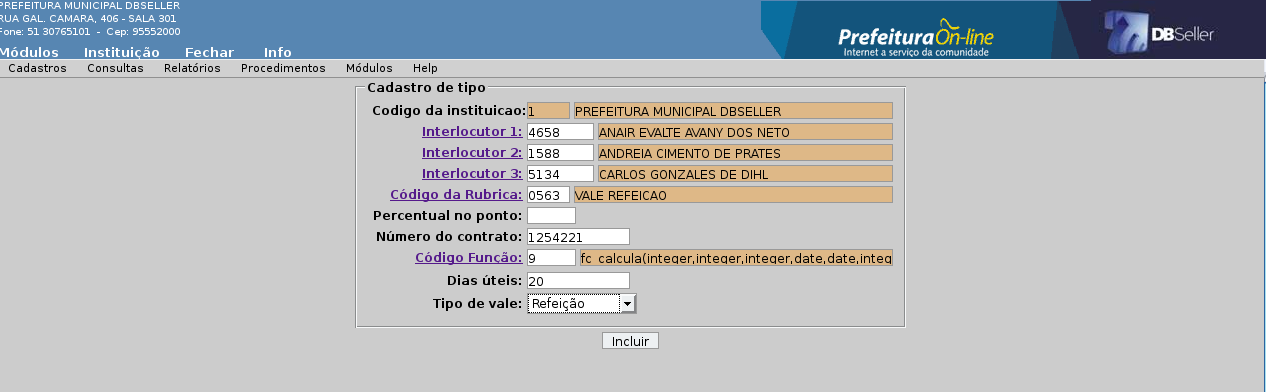 PREFEITURA MUNICIPAL DBSELLER
RUA GAL. CAMARA, 406 - SALA 301
Fone: 51 30765101 - Cep: 95552000
Módulos Instituição Fechar Info
Prefeitura On-line
Internet a serviço da comunidade
DBSeller
Cadastros Consultas Relatórios Procedimentos Módulos Help
Cadastro de tipo
Codigo da instituicao: 1 PREFEITURA MUNICIPAL DBSELLER
Interlocutor 1: 4658 ANAIR EVALTE AVANY DOS NETO
Interlocutor 2: 1588 ANDREIA CIMENTO DE PRATES
Interlocutor 3: 5134 CARLOS GONZALES DE DIHL
Código da Rubrica: 0563 VALE REFEICAO
Percentual no ponto:
Número do contrato: 1254221
Código Função: 9 fc_calcula(integer,integer,integer,date,date,integ
Dias úteis: 20
Tipo de vale: Refeição
Incluir